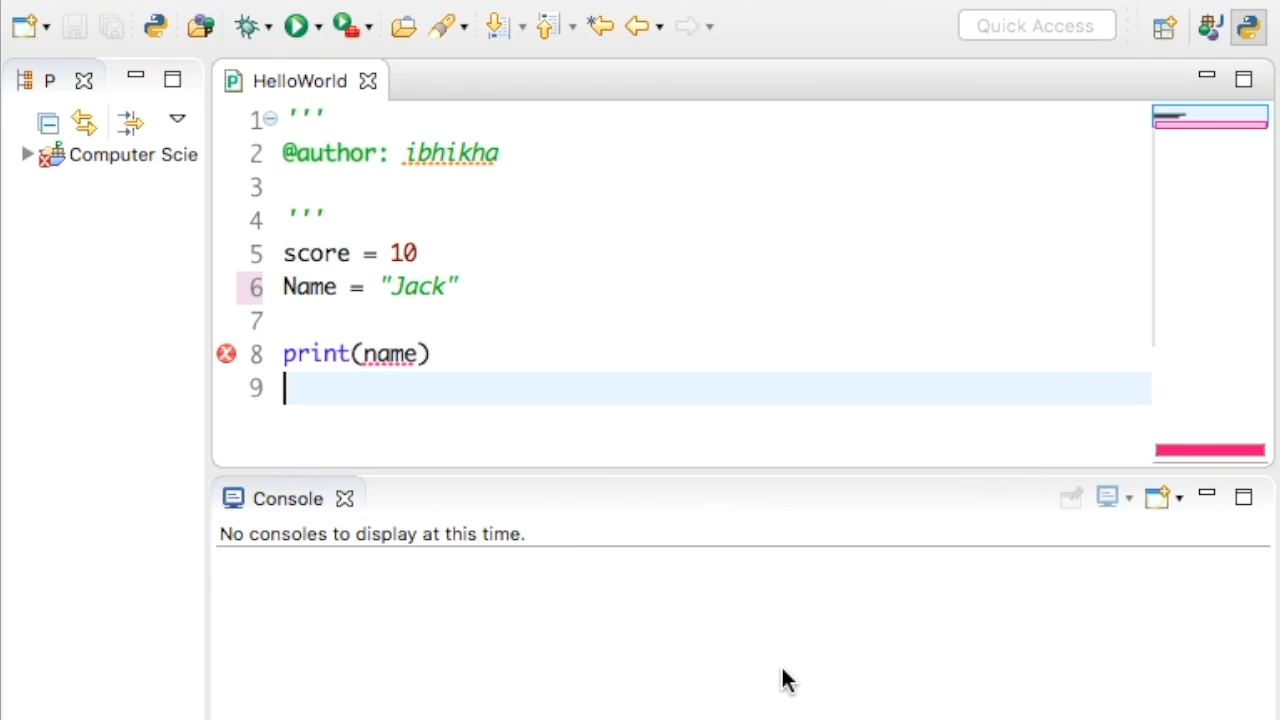 Quick Access
P
HelloWorld
Computer Scie
1 '''
2 @author: ibhikha
3
4 '''
5 score = 10
6 Name = "Jack"
7
8 print(name)
9
Console
No consoles to display at this time.